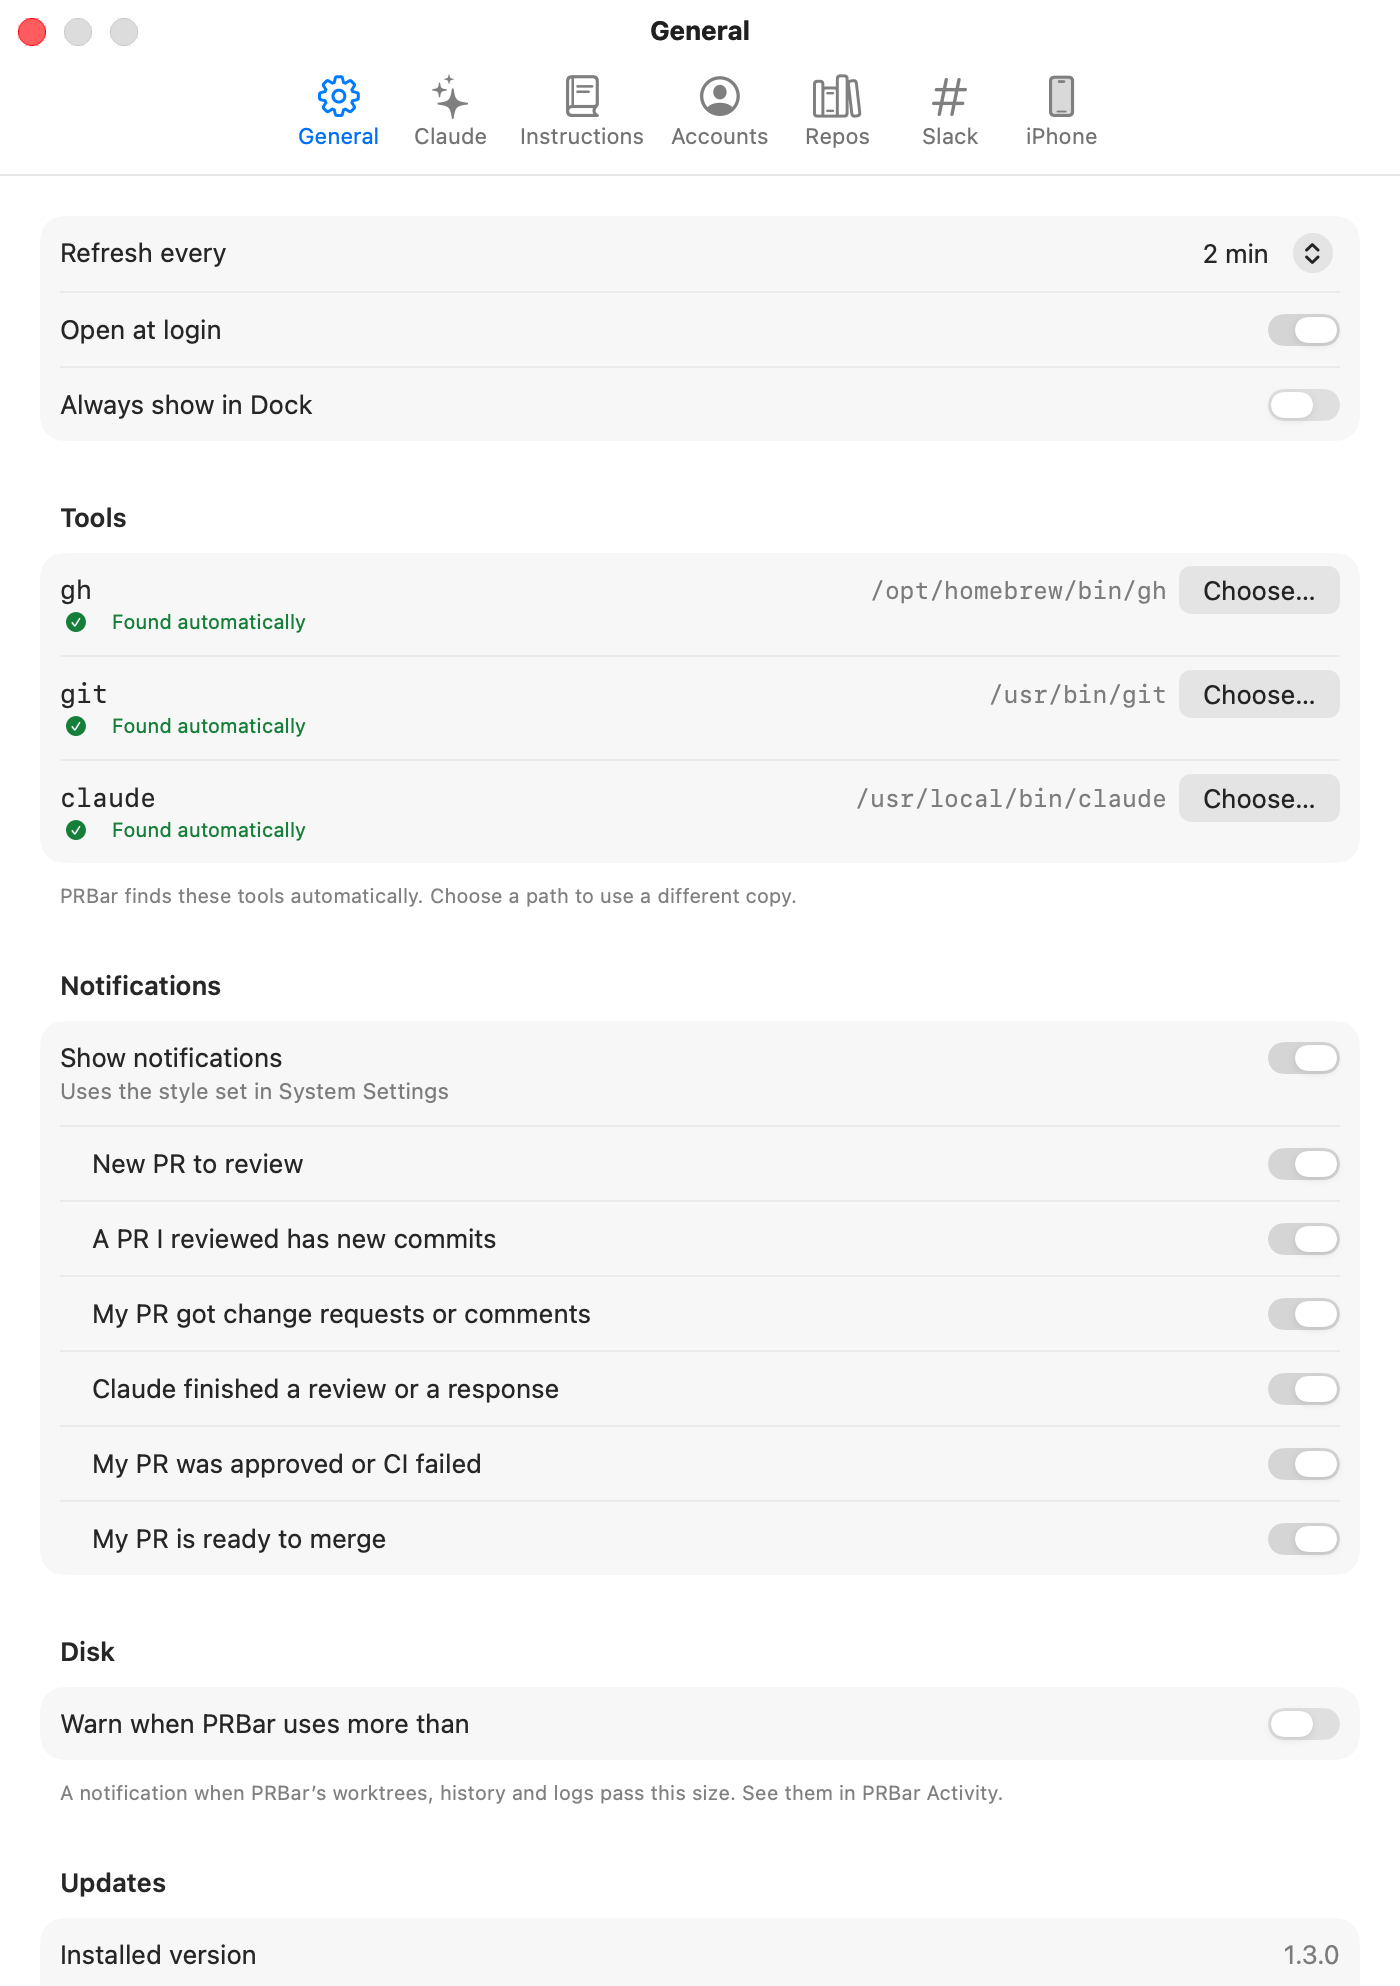 General
General
Claude
Instructions
Accounts
Repos
Slack
iPhone
Refresh every
2 min
Open at login
Always show in Dock
Tools
gh
/opt/homebrew/bin/gh
Choose...
Found automatically
git
/usr/bin/git
Choose...
Found automatically
claude
/usr/local/bin/claude
Choose...
Found automatically
PRBar finds these tools automatically. Choose a path to use a different copy.
Notifications
Show notifications
Uses the style set in System Settings
New PR to review
A PR I reviewed has new commits
My PR got change requests or comments
Claude finished a review or a response
My PR was approved or CI failed
My PR is ready to merge
Disk
Warn when PRBar uses more than
A notification when PRBar’s worktrees, history and logs pass this size. See them in PRBar Activity.
Updates
Installed version
1.3.0